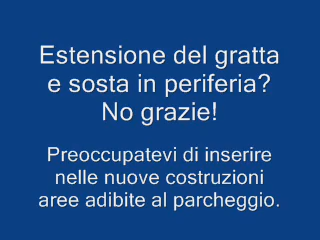 Estensione del gratta
e sosta in periferia?
No grazie!
Preoccupatevi di inserire
nelle nuove costruzioni
aree adibite al parcheggio.